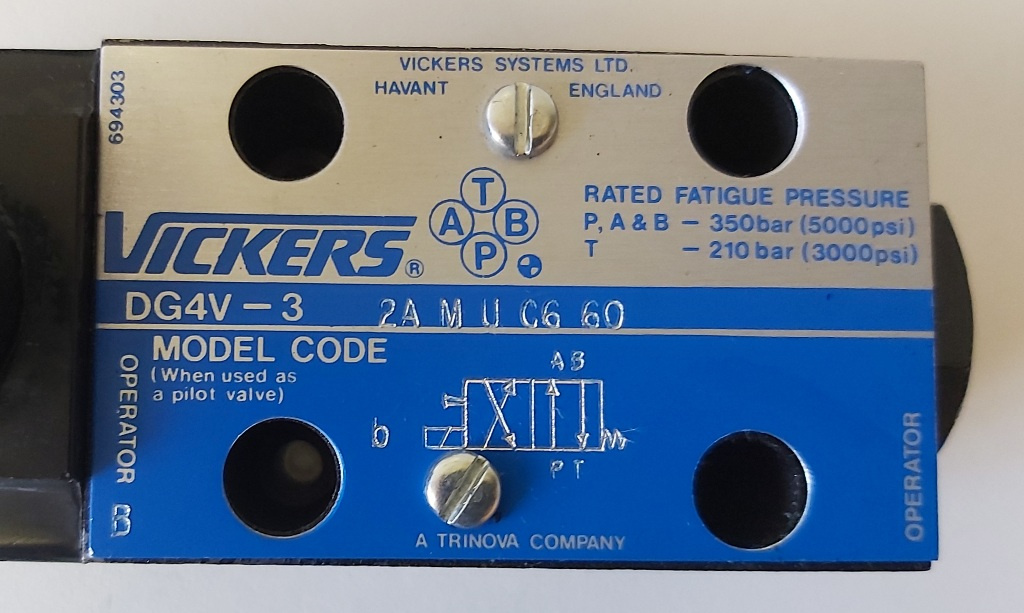 VICKERS SYSTEMS LTD.
HAVANT ENGLAND
694303
T
A B
P
VICKERS®
RATED FATIGUE PRESSURE
P, A & B – 350bar (5000psi)
T – 210 bar (3000psi)
DG4V – 3 2A M U C6 60
MODEL CODE
(When used as
a pilot valve)
OPERATOR B
A B
b
P T
OPERATOR
A TRINOVA COMPANY